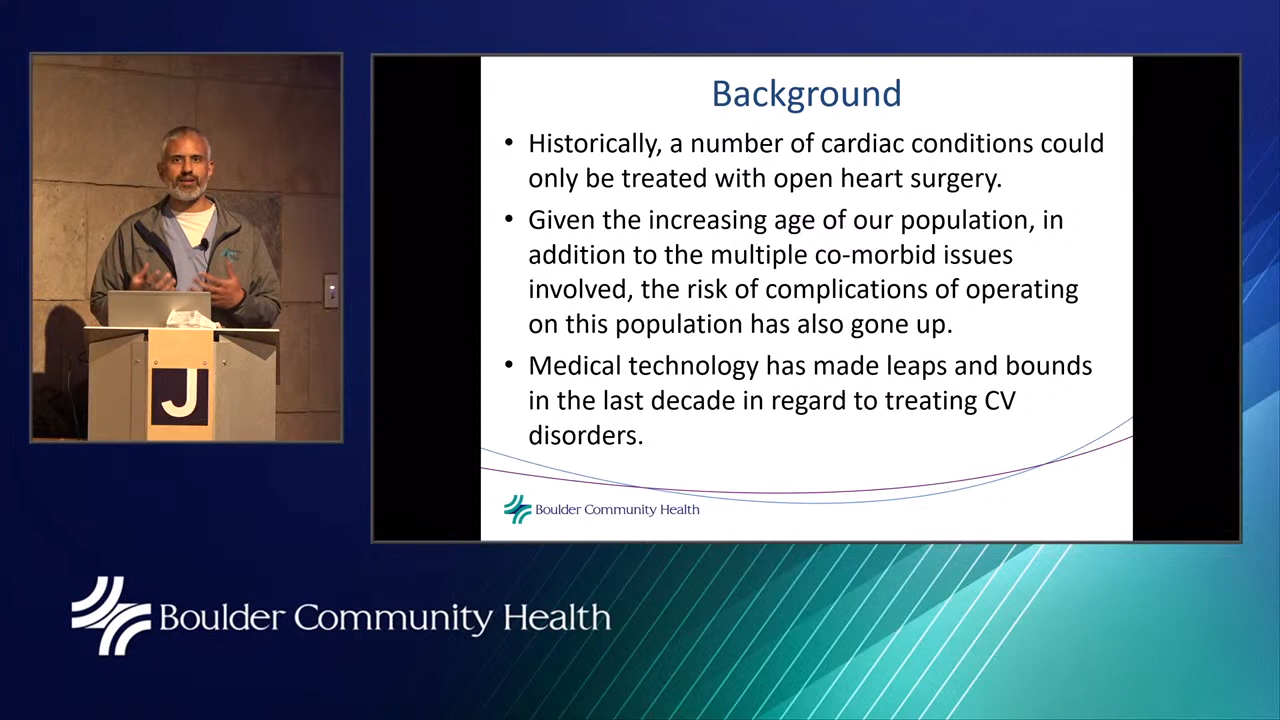 J
Background
• Historically, a number of cardiac conditions could
only be treated with open heart surgery.
• Given the increasing age of our population, in
addition to the multiple co-morbid issues
involved, the risk of complications of operating
on this population has also gone up.
• Medical technology has made leaps and bounds
in the last decade in regard to treating CV
disorders.
Boulder Community Health
Boulder Community Health